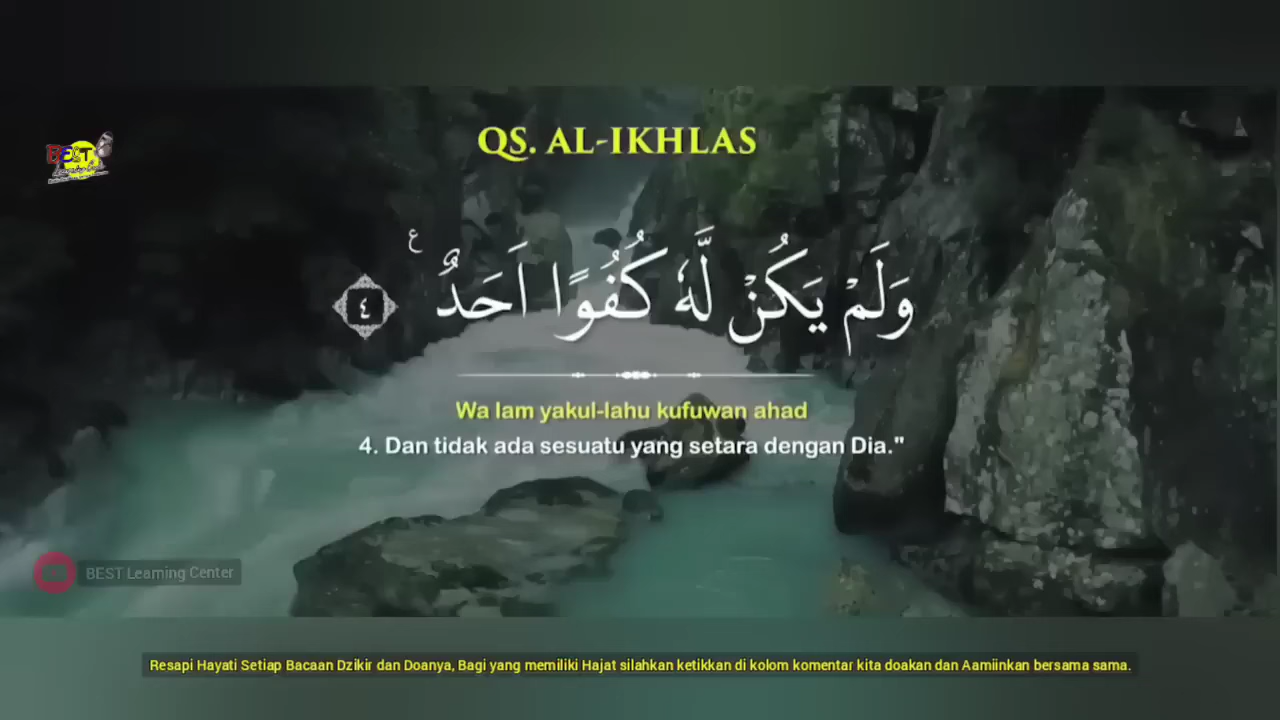 BEST
QS. AL-IKHLAS
وَلَمْ يَكُنْ لَّهٗ كُفُوًا اَحَدٌ ࣖ ٤
Wa lam yakul-lahu kufuwan ahad
4. Dan tidak ada sesuatu yang setara dengan Dia."
BEST Learning Center
Resapi Hayati Setiap Bacaan Dzikir dan Doanya, Bagi yang memiliki Hajat silahkan ketikkan di kolom komentar kita doakan dan Aamiinkan bersama sama.